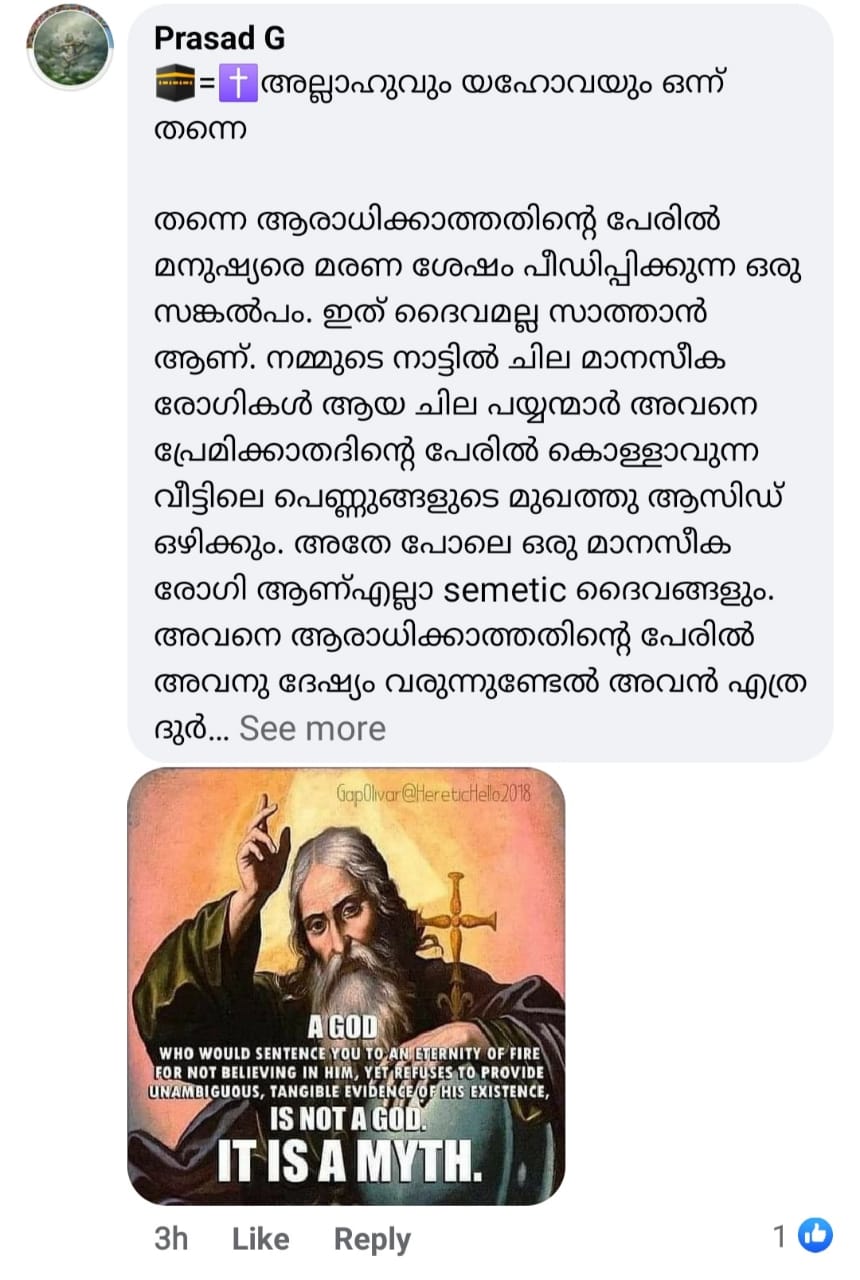 Prasad G
🕋=✝️അല്ലാഹുവും യഹോവയും ഒന്ന്
തന്നെ
തന്നെ ആരാധിക്കാത്തതിന്റെ പേരിൽ
മനുഷ്യരെ മരണ ശേഷം പീഡിപ്പിക്കുന്ന ഒരു
സങ്കൽപം. ഇത് ദൈവമല്ല സാത്താൻ
ആണ്. നമ്മുടെ നാട്ടിൽ ചില മാനസീക
രോഗികൾ ആയ ചില പയ്യന്മാർ അവനെ
പ്രേമിക്കാതദിന്റെ പേരിൽ കൊള്ളാവുന്ന
വീട്ടിലെ പെണ്ണുങ്ങളുടെ മുഖത്തു ആസിഡ്
ഒഴിക്കും. അതേ പോലെ ഒരു മാനസീക
രോഗി ആണ്എല്ലാ semetic ദൈവങ്ങളും.
അവനെ ആരാധിക്കാത്തതിന്റെ പേരിൽ
അവനു ദേഷ്യം വരുന്നുണ്ടേൽ അവൻ എത്ര
ദുർ... See more
GapOlivar@HereticHello2018
A GOD
WHO WOULD SENTENCE YOU TO AN ETERNITY OF FIRE
FOR NOT BELIEVING IN HIM, YET REFUSES TO PROVIDE
UNAMBIGUOUS, TANGIBLE EVIDENCE OF HIS EXISTENCE,
IS NOT A GOD.
IT IS A MYTH.
3h Like Reply 1